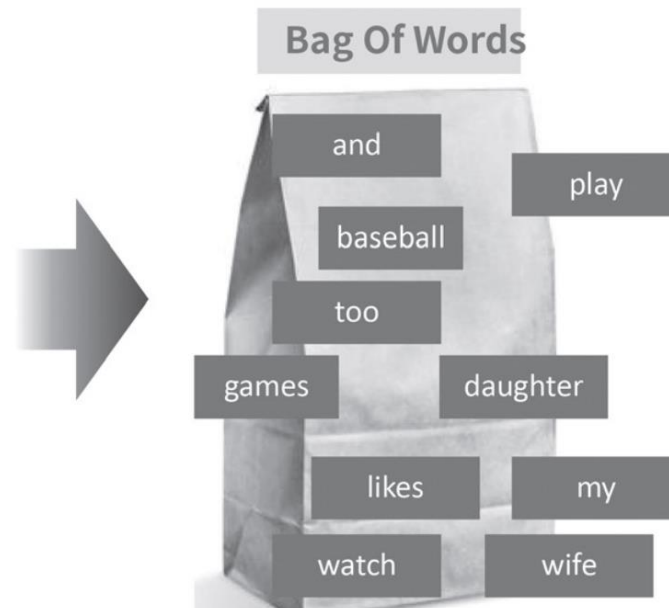 Bag Of Words
and
play
baseball
too
games
daughter
likes
my
watch
wife